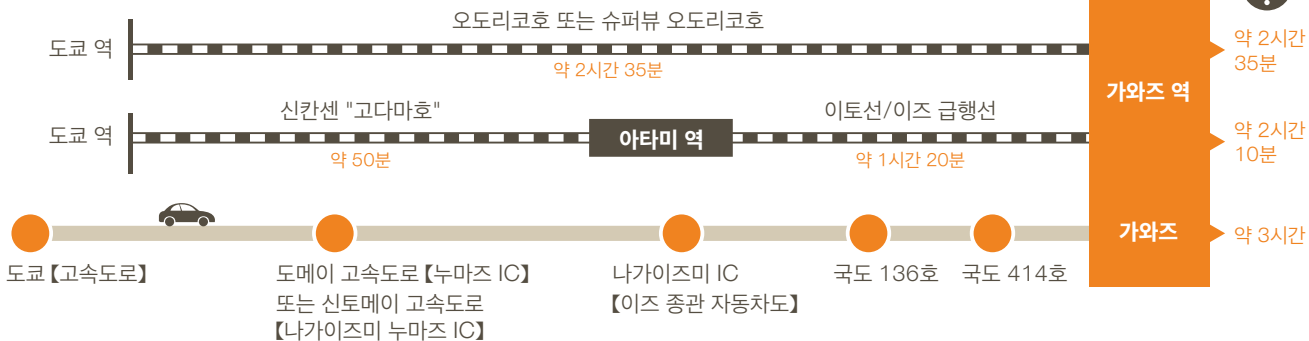 오도리코호 또는 슈퍼뷰 오도리코호
도쿄 역
약 2시간 35분
가와즈 역
약 2시간
35분
신칸센 "고다마호"
이토선/이즈 급행선
도쿄 역
아타미 역
약 50분
약 1시간 20분
약 2시간
10분
가와즈
약 3시간
도쿄【고속도로】
도메이 고속도로【누마즈 IC】
또는 신토메이 고속도로
【나가이즈미 누마즈 IC】
나가이즈미 IC
【이즈 종관 자동차도】
국도 136호
국도 414호